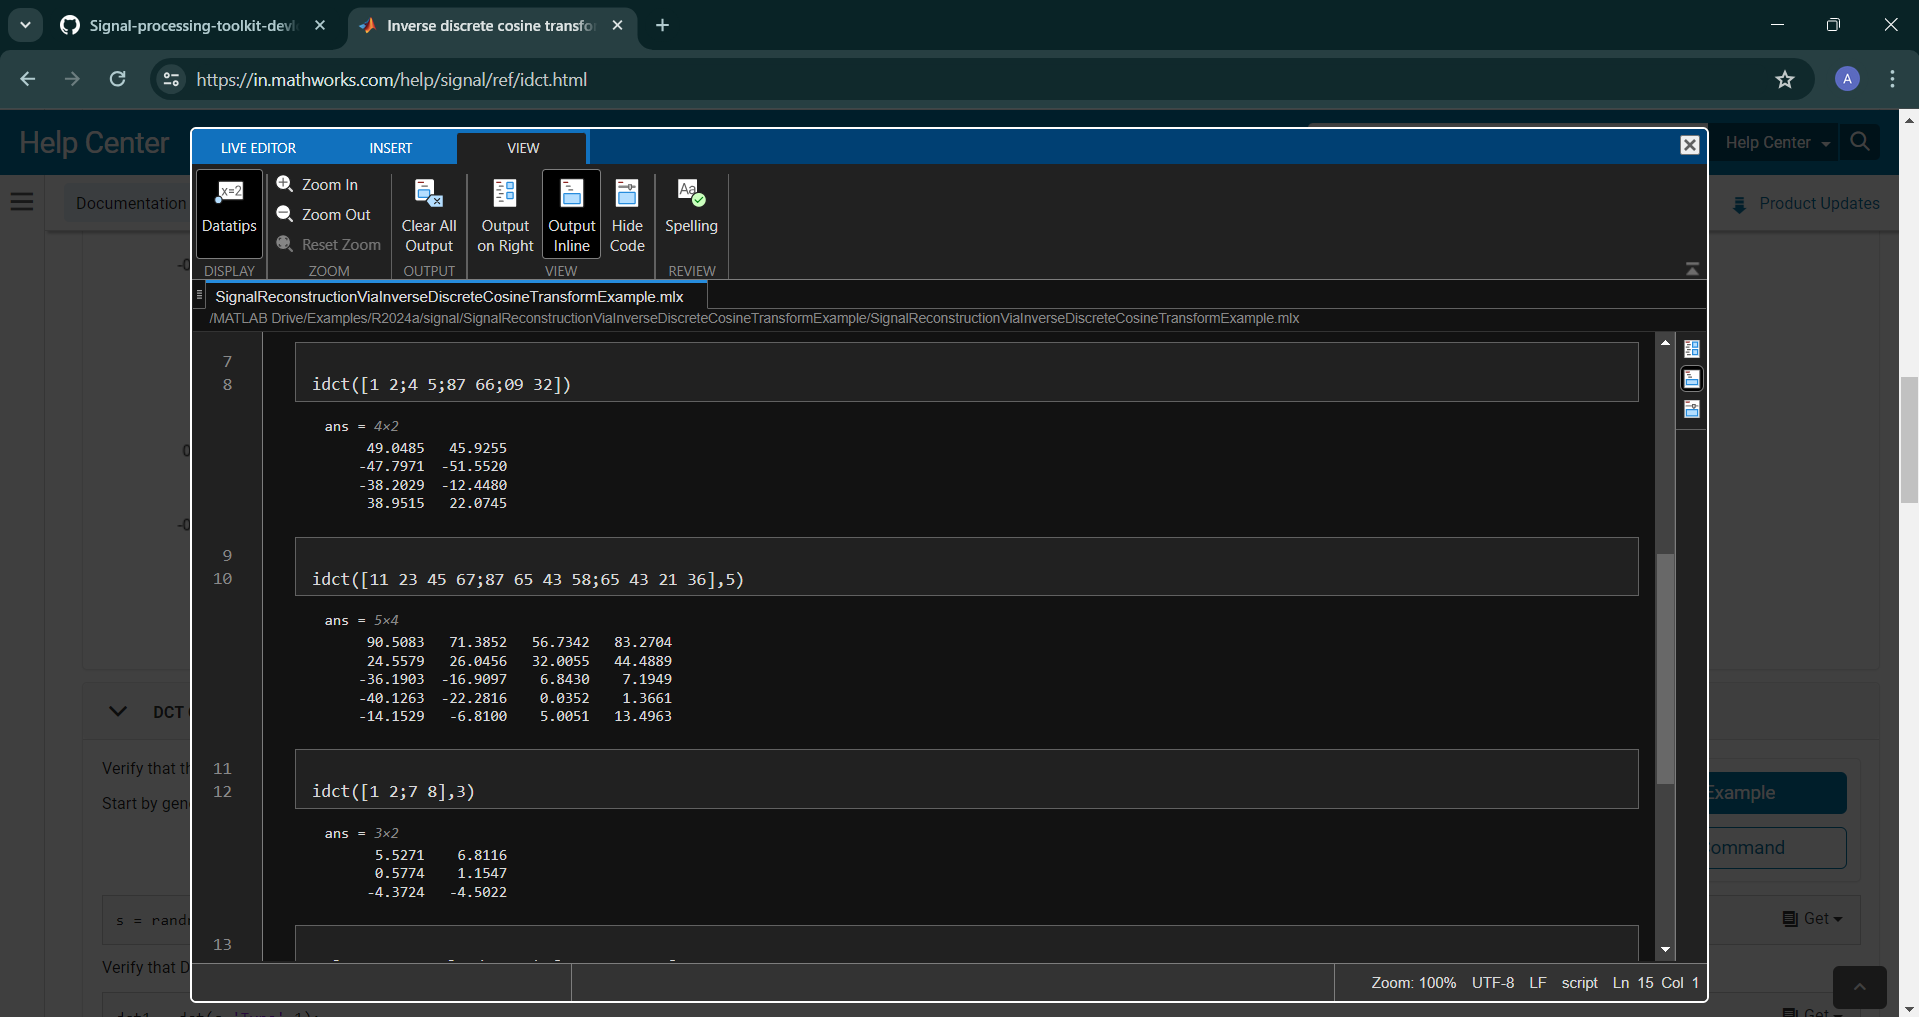 Signal-processing-toolkit-devl
Inverse discrete cosine transfo
https://in.mathworks.com/help/signal/ref/idct.html
A
Help Center
Help Center
LIVE EDITOR INSERT VIEW
Documentation
Product Updates
x=2
Datatips
DISPLAY
Zoom In
Zoom Out
Reset Zoom
ZOOM
Clear All
Output
OUTPUT
Output
on Right
Output
Inline
Hide
Code
VIEW
Aa
Spelling
REVIEW
SignalReconstructionViaInverseDiscreteCosineTransformExample.mlx
/MATLAB Drive/Examples/R2024a/signal/SignalReconstructionViaInverseDiscreteCosineTransformExample/SignalReconstructionViaInverseDiscreteCosineTransformExample.mlx
7
8 idct([1 2;4 5;87 66;09 32])
ans = 4×2
49.0485 45.9255
-47.7971 -51.5520
-38.2029 -12.4480
38.9515 22.0745
9
10 idct([11 23 45 67;87 65 43 58;65 43 21 36],5)
ans = 5×4
90.5083 71.3852 56.7342 83.2704
24.5579 26.0456 32.0055 44.4889
-36.1903 -16.9097 6.8430 7.1949
-40.1263 -22.2816 0.0352 1.3661
-14.1529 -6.8100 5.0051 13.4963
11
12 idct([1 2;7 8],3)
ans = 3×2
5.5271 6.8116
0.5774 1.1547
-4.3724 -4.5022
13
DCT
Verify that th
Start by gen
s = rand
Verify that D
Example
ommand
Get
Get
Zoom: 100% UTF-8 LF script Ln 15 Col 1